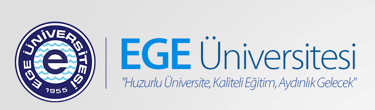 EGE ÜNİVERSİTESİ
e
1955
EGE Üniversitesi
"Huzurlu Üniversite, Kaliteli Eğitim, Aydınlık Gelecek"